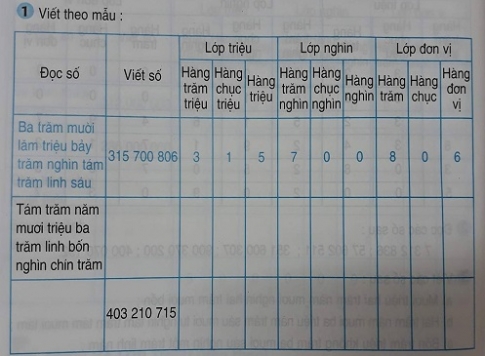 1 Viết theo mẫu :
Lớp triệu Lớp nghìn Lớp đơn vị
Đọc số Viết số Hàng trăm triệu Hàng chục triệu Hàng triệu Hàng trăm nghìn Hàng chục nghìn Hàng nghìn Hàng trăm Hàng chục Hàng đơn vị
Ba trăm mười
lăm triệu bảy
trăm nghìn tám
trăm linh sáu
315 700 806 3 1 5 7 0 0 8 0 6
Tám trăm năm
mươi triệu ba
trăm linh bốn
nghìn chín trăm
403 210 715